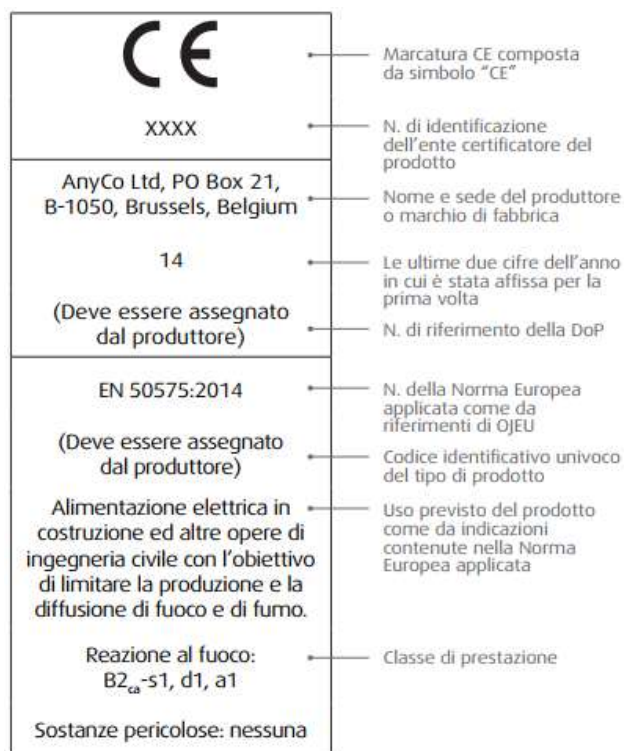 CE
Marcatura CE composta
da simbolo “CE”
XXXX
N. di identificazione
dell'ente certificatore del
prodotto
AnyCo Ltd, PO Box 21,
B-1050, Brussels, Belgium
Nome e sede del produttore
o marchio di fabbrica
14
Le ultime due cifre dell'anno
in cui è stata affissa per la
prima volta
(Deve essere assegnato
dal produttore)
N. di riferimento della DoP
EN 50575:2014
N. della Norma Europea
applicata come da
riferimenti di OJEU
(Deve essere assegnato
dal produttore)
Codice identificativo univoco
del tipo di prodotto
Alimentazione elettrica in
costruzione ed altre opere di
ingegneria civile con l'obiettivo
di limitare la produzione e la
diffusione di fuoco e di fumo.
Uso previsto del prodotto
come da indicazioni
contenute nella Norma
Europea applicata
Reazione al fuoco:
B2ca-s1, d1, a1
Classe di prestazione
Sostanze pericolose: nessuna